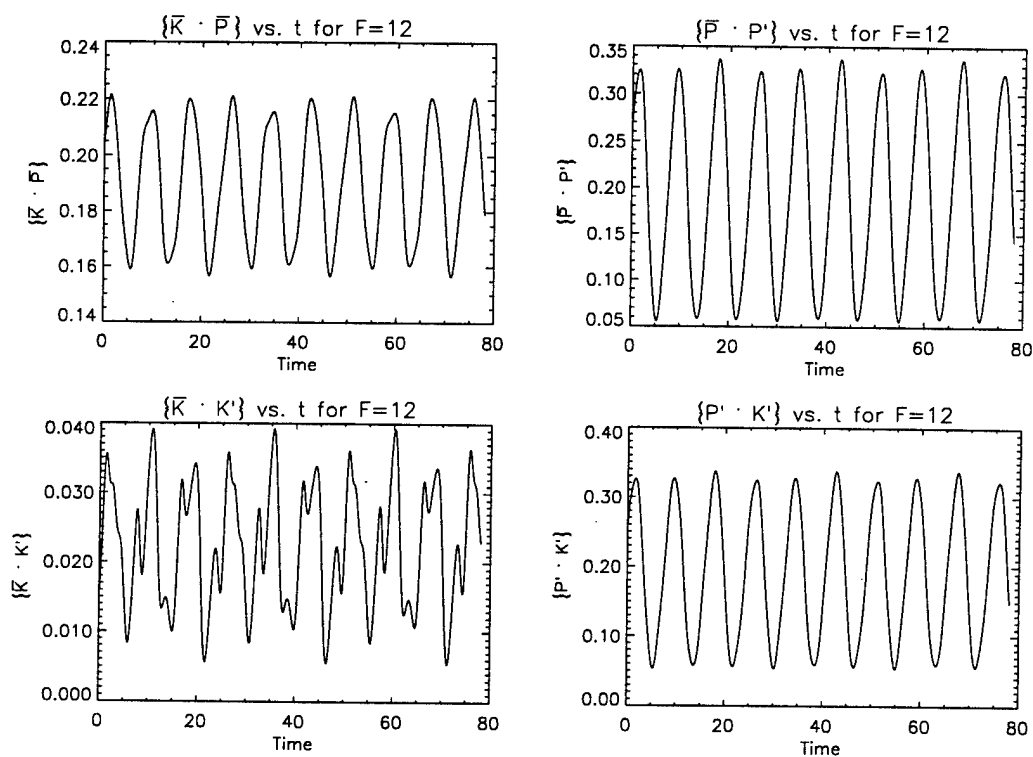 {K̅ · P̅} vs. t for F=12
0.24
0.22
0.20
0.18
0.16
0.14
{K̅ · P̅}
0 20 40 60 80
Time
{P̅ · P'} vs. t for F=12
0.35
0.30
0.25
0.20
0.15
0.10
0.05
{P̅ · P'}
0 20 40 60 80
Time
{K̅ · K'} vs. t for F=12
0.040
0.030
0.020
0.010
0.000
{K̅ · K'}
0 20 40 60 80
Time
{P' · K'} vs. t for F=12
0.40
0.30
0.20
0.10
0.00
{P' · K'}
0 20 40 60 80
Time